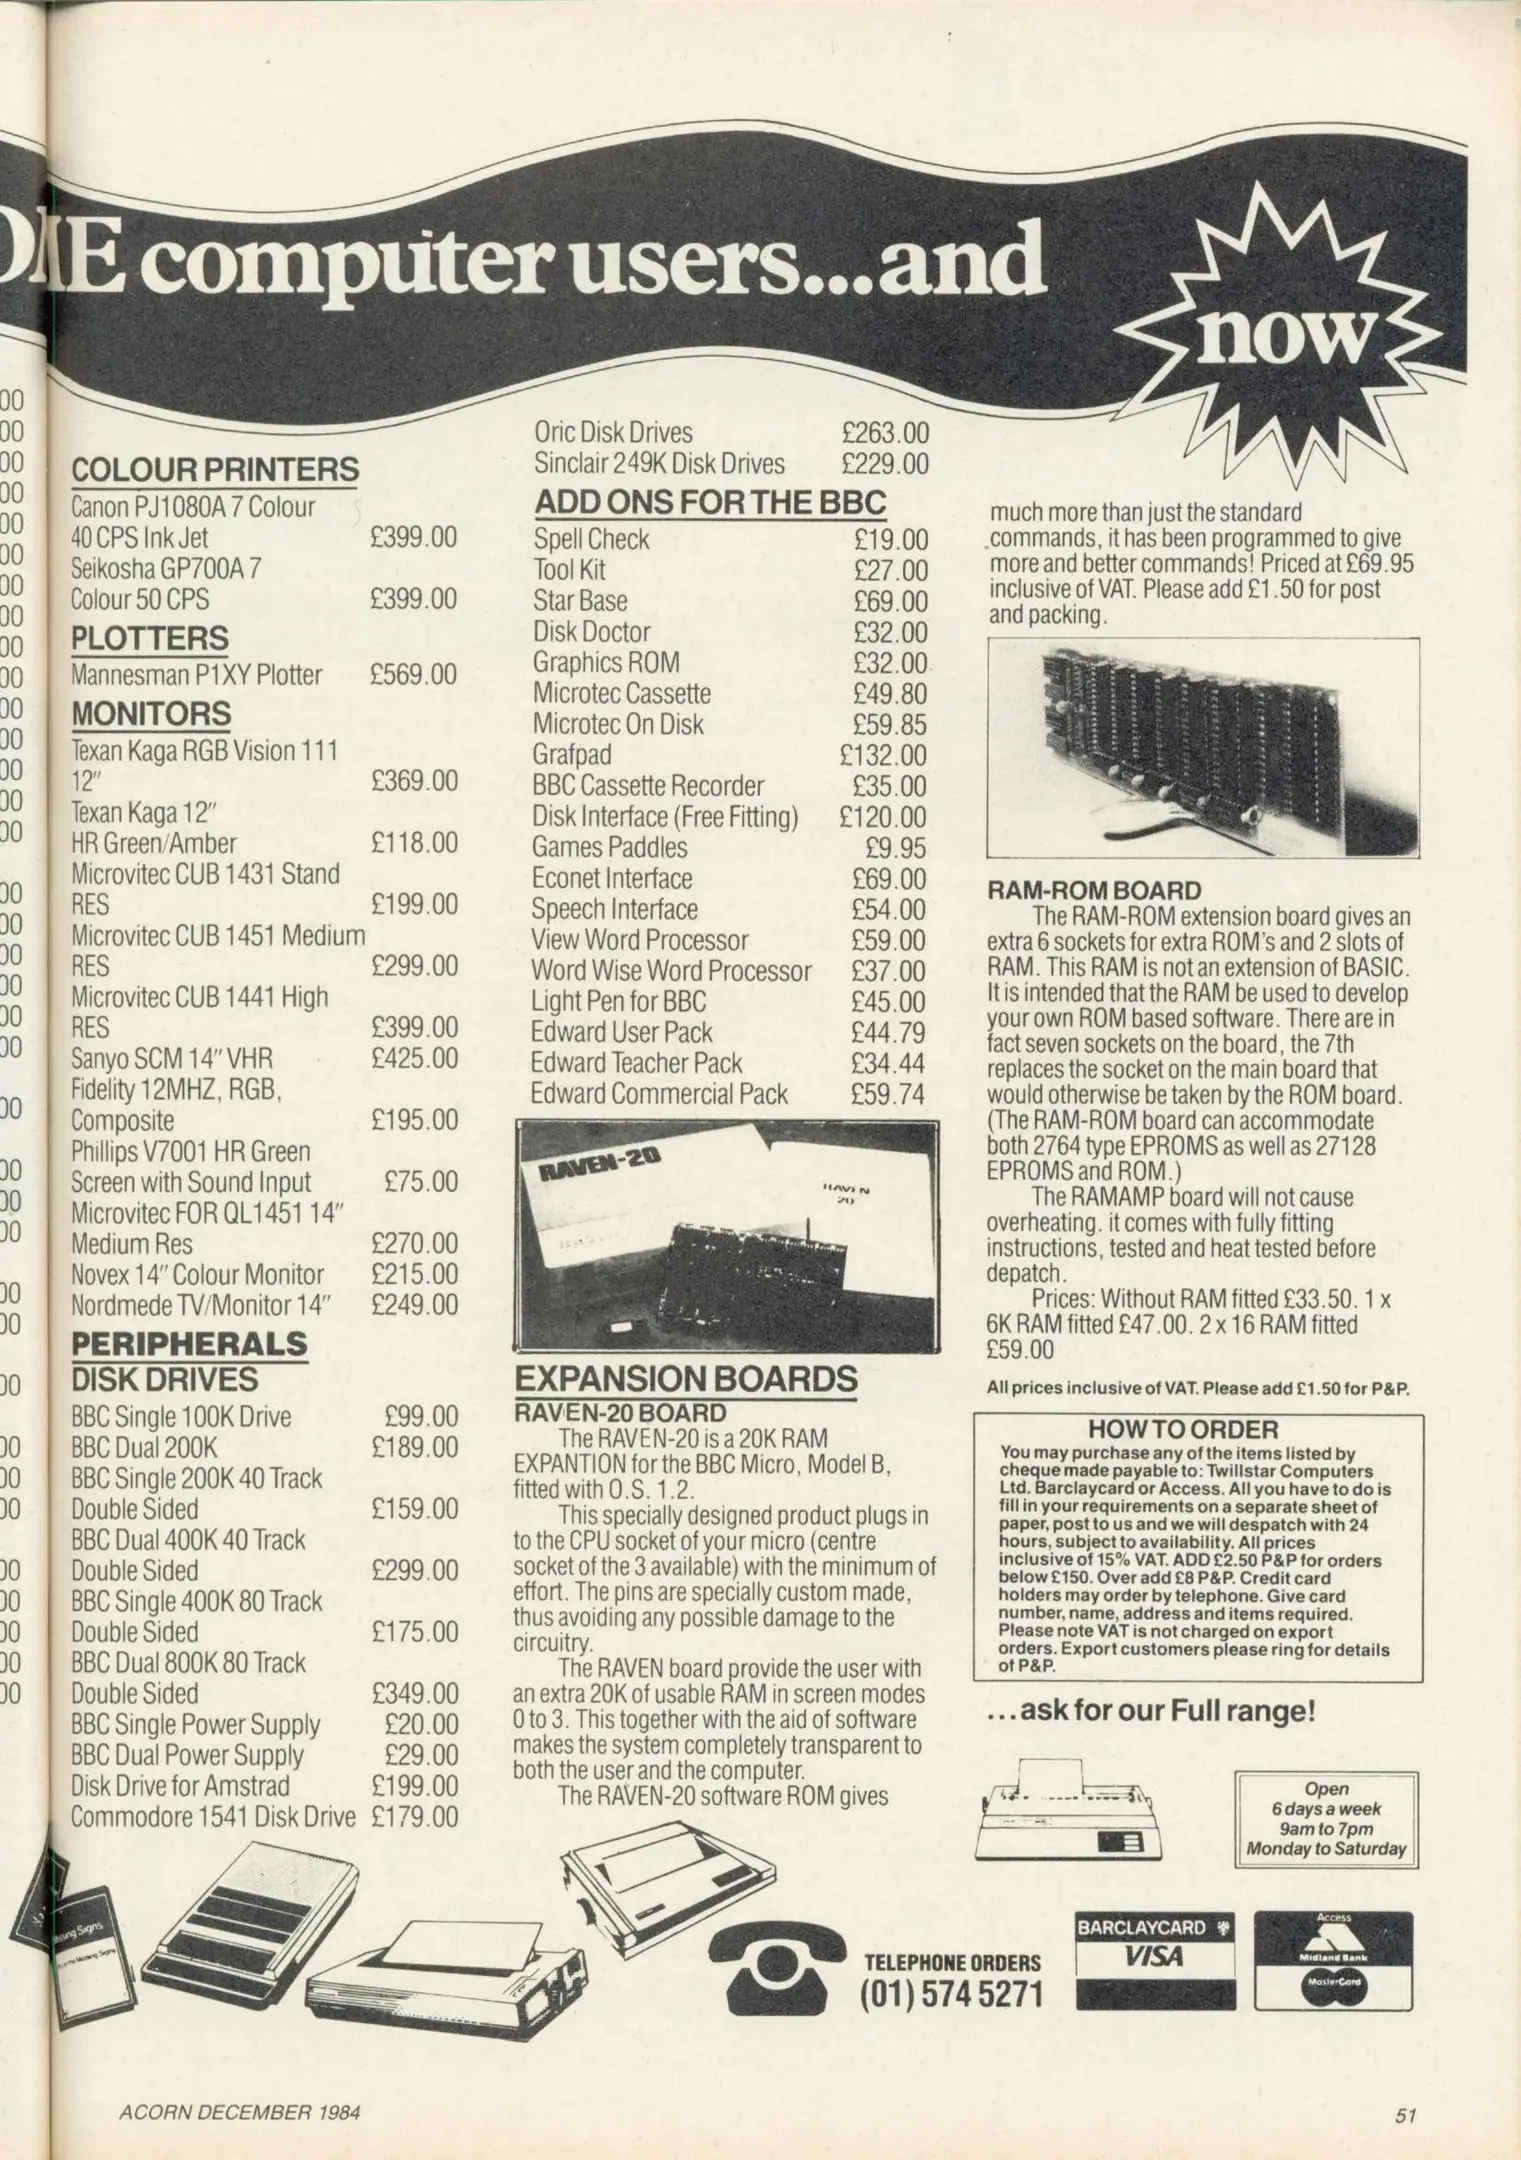 OME computer users...and
now
COLOUR PRINTERS
Canon PJ1080A 7 Colour
40 CPS Ink Jet £399.00
Seikosha GP700A 7
Colour 50 CPS £399.00
PLOTTERS
Mannesman P1XY Plotter £569.00
MONITORS
Texan Kaga RGB Vision 111
12" £369.00
Texan Kaga 12"
HR Green/Amber £118.00
Microvitec CUB 1431 Stand
RES £199.00
Microvitec CUB 1451 Medium
RES £299.00
Microvitec CUB 1441 High
RES £399.00
Sanyo SCM 14" VHR £425.00
Fidelity 12MHZ, RGB,
Composite £195.00
Phillips V7001 HR Green
Screen with Sound Input £75.00
Microvitec FOR QL1451 14"
Medium Res £270.00
Novex 14" Colour Monitor £215.00
Nordmede TV/Monitor 14" £249.00
PERIPHERALS
DISK DRIVES
BBC Single 100K Drive £99.00
BBC Dual 200K £189.00
BBC Single 200K 40 Track
Double Sided £159.00
BBC Dual 400K 40 Track
Double Sided £299.00
BBC Single 400K 80 Track
Double Sided £175.00
BBC Dual 800K 80 Track
Double Sided £349.00
BBC Single Power Supply £20.00
BBC Dual Power Supply £29.00
Disk Drive for Amstrad £199.00
Commodore 1541 Disk Drive £179.00
Oric Disk Drives £263.00
Sinclair 249K Disk Drives £229.00
ADD ONS FOR THE BBC
Spell Check £19.00
Tool Kit £27.00
Star Base £69.00
Disk Doctor £32.00
Graphics ROM £32.00
Microtec Cassette £49.80
Microtec On Disk £59.85
Grafpad £132.00
BBC Cassette Recorder £35.00
Disk Interface (Free Fitting) £120.00
Games Paddles £9.95
Econet Interface £69.00
Speech Interface £54.00
View Word Processor £59.00
Word Wise Word Processor £37.00
Light Pen for BBC £45.00
Edward User Pack £44.79
Edward Teacher Pack £34.44
Edward Commercial Pack £59.74
RAVEN-20
RAVEN
20
EXPANSION BOARDS
RAVEN-20 BOARD
The RAVEN-20 is a 20K RAM
EXPANTION for the BBC Micro, Model B,
fitted with O.S. 1.2.
This specially designed product plugs in
to the CPU socket of your micro (centre
socket of the 3 available) with the minimum of
effort. The pins are specially custom made,
thus avoiding any possible damage to the
circuitry.
The RAVEN board provide the user with
an extra 20K of usable RAM in screen modes
0 to 3. This together with the aid of software
makes the system completely transparent to
both the user and the computer.
The RAVEN-20 software ROM gives
much more than just the standard
commands, it has been programmed to give
more and better commands! Priced at £69.95
inclusive of VAT. Please add £1.50 for post
and packing.
RAM-ROM BOARD
The RAM-ROM extension board gives an
extra 6 sockets for extra ROM's and 2 slots of
RAM. This RAM is not an extension of BASIC.
It is intended that the RAM be used to develop
your own ROM based software. There are in
fact seven sockets on the board, the 7th
replaces the socket on the main board that
would otherwise be taken by the ROM board.
(The RAM-ROM board can accommodate
both 2764 type EPROMS as well as 27128
EPROMS and ROM.)
The RAMAMP board will not cause
overheating. it comes with fully fitting
instructions, tested and heat tested before
depatch.
Prices: Without RAM fitted £33.50. 1 x
6K RAM fitted £47.00. 2 x 16 RAM fitted
£59.00
All prices inclusive of VAT. Please add £1.50 for P&P.
HOW TO ORDER
You may purchase any of the items listed by
cheque made payable to: Twillstar Computers
Ltd. Barclaycard or Access. All you have to do is
fill in your requirements on a separate sheet of
paper, post to us and we will despatch with 24
hours, subject to availability. All prices
inclusive of 15% VAT. ADD £2.50 P&P for orders
below £150. Over add £8 P&P. Credit card
holders may order by telephone. Give card
number, name, address and items required.
Please note VAT is not charged on export
orders. Export customers please ring for details
of P&P.
...ask for our Full range!
Open
6 days a week
9am to 7pm
Monday to Saturday
TELEPHONE ORDERS
(01) 574 5271
BARCLAYCARD
VISA
Access
Midland Bank
MasterCard
Missing Signs
ACORN DECEMBER 1984
51